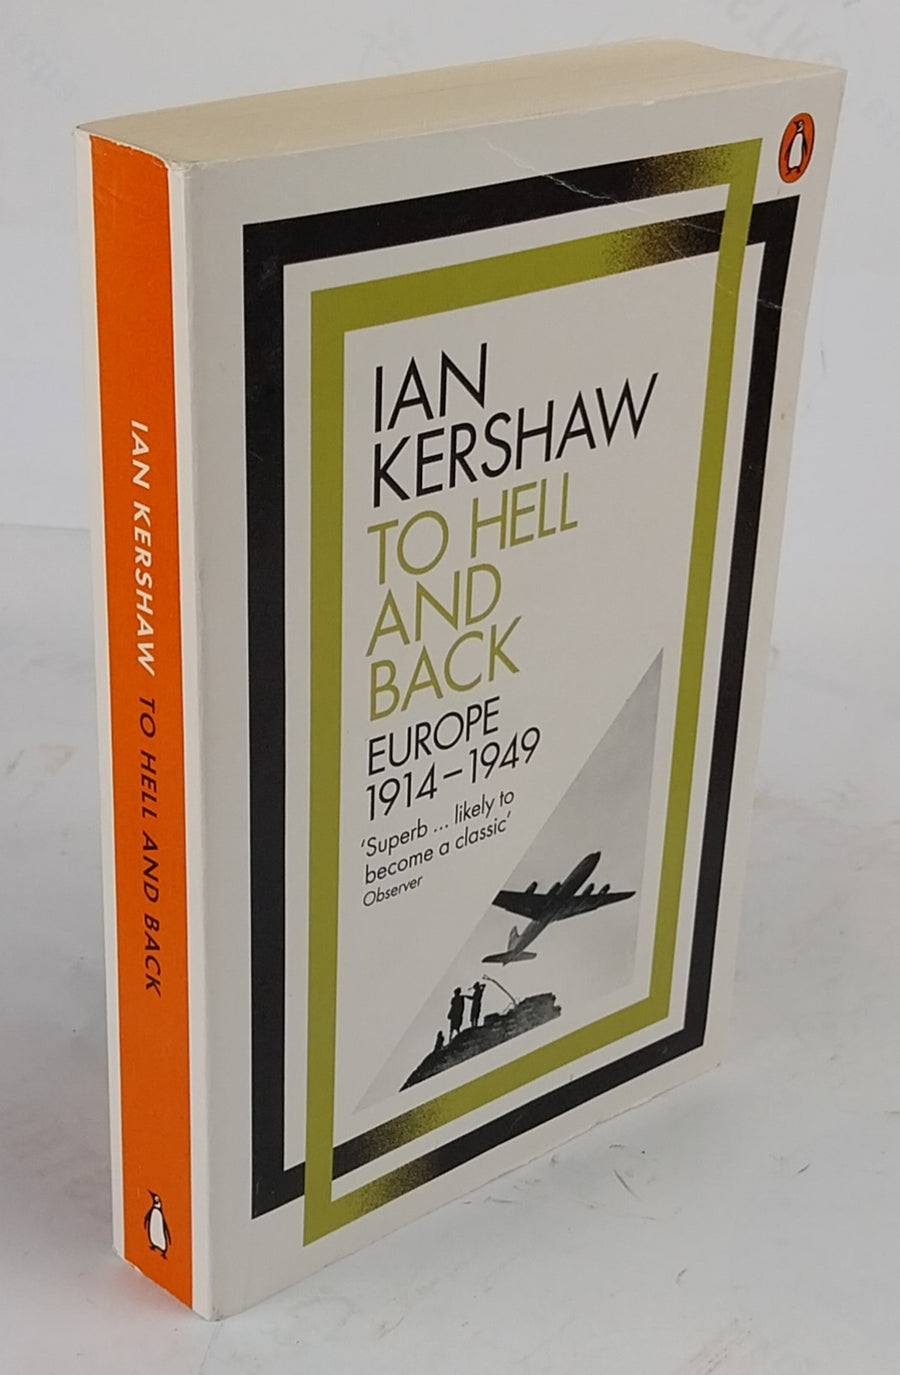 IAN KERSHAW TO HELL AND BACK
IAN
KERSHAW
TO HELL
AND
BACK
EUROPE
1914–1949
‘Superb ... likely to
become a classic’
Observer